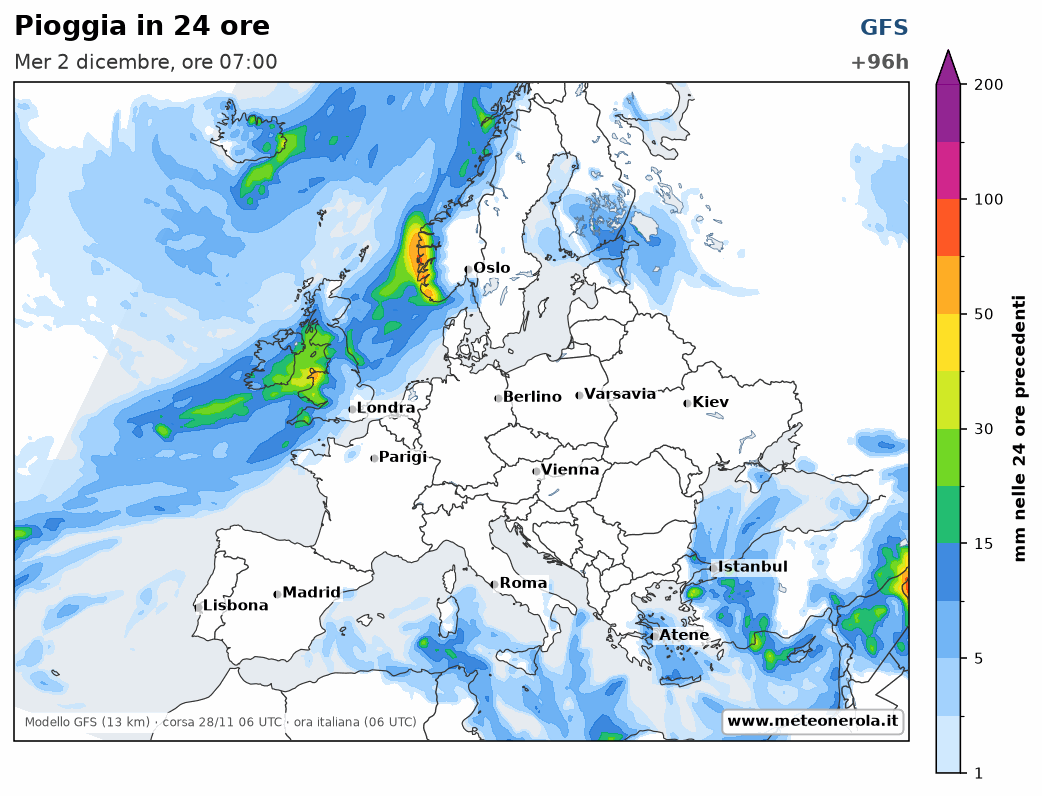 Pioggia in 24 ore
GFS
Mer 2 dicembre, ore 07:00
+96h
200
100
50
30
15
5
1
mm nelle 24 ore precedenti
Oslo
Berlino
Varsavia
Kiev
Londra
Parigi
Vienna
Istanbul
Roma
Madrid
Lisbona
Atene
Modello GFS (13 km) · corsa 28/11 06 UTC · ora italiana (06 UTC)
www.meteonerola.it